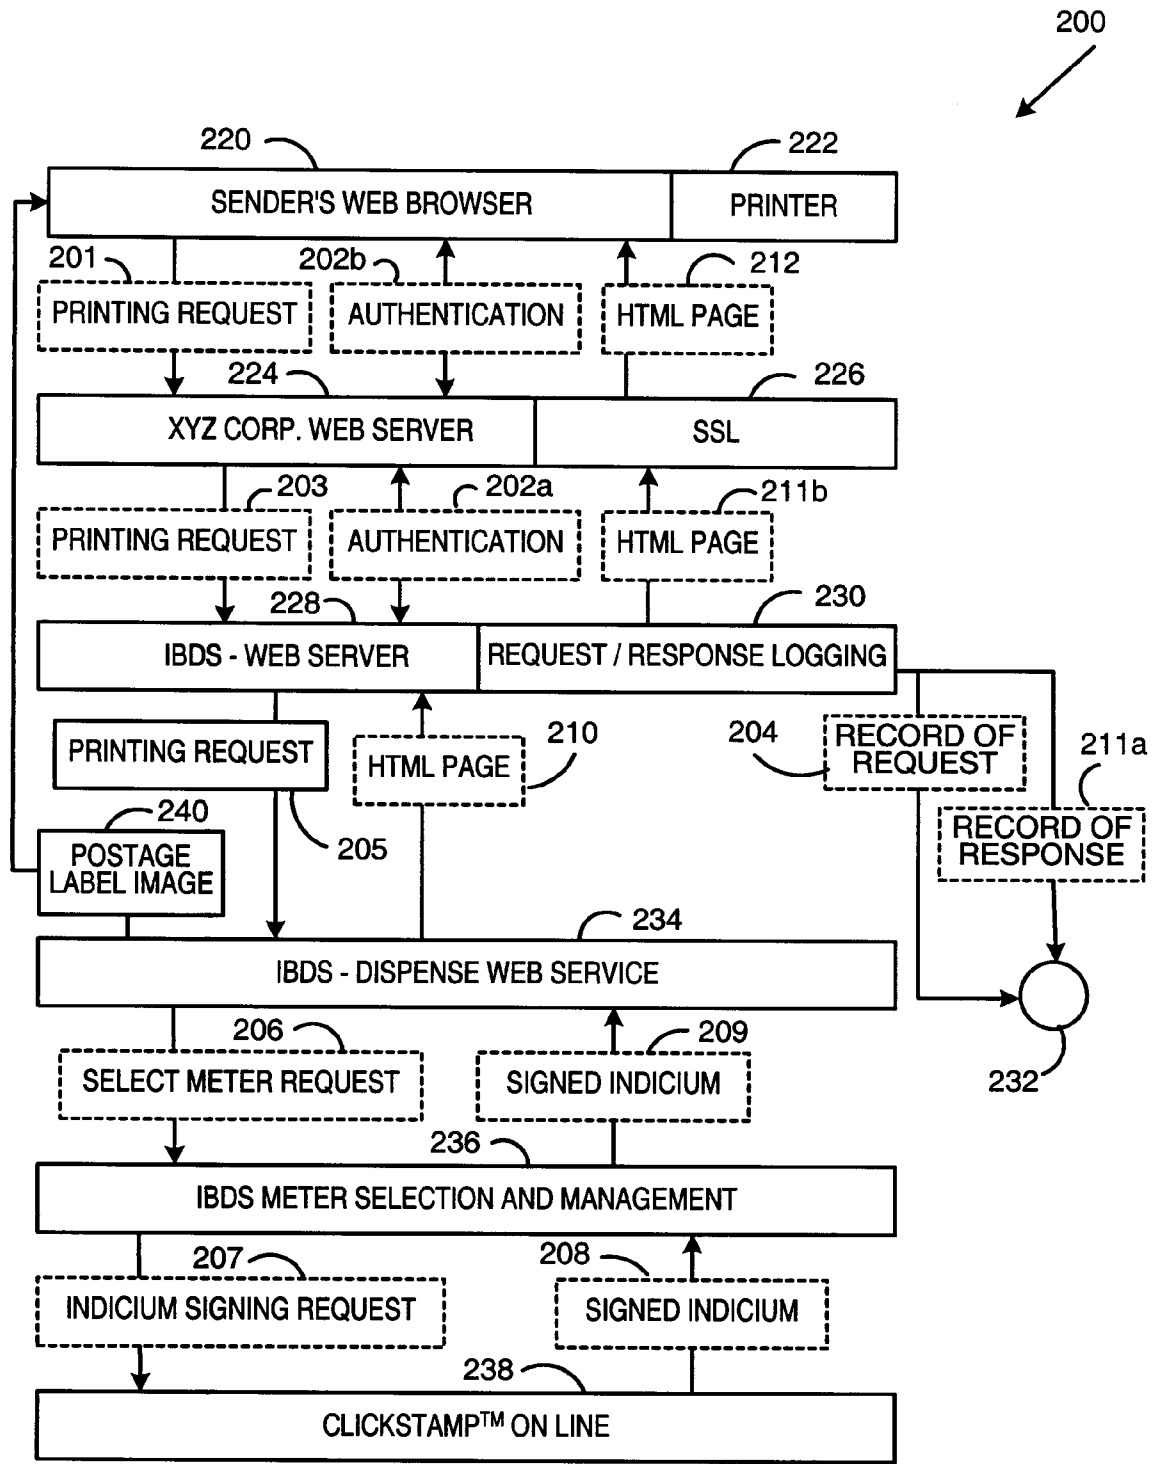 200
220
222
SENDER'S WEB BROWSER
PRINTER
201
202b
212
PRINTING REQUEST
AUTHENTICATION
HTML PAGE
224
226
XYZ CORP. WEB SERVER
SSL
203
202a
211b
PRINTING REQUEST
AUTHENTICATION
HTML PAGE
228
230
IBDS - WEB SERVER
REQUEST / RESPONSE LOGGING
PRINTING REQUEST
205
HTML PAGE
210
204
RECORD OF
REQUEST
211a
RECORD OF
RESPONSE
240
POSTAGE
LABEL IMAGE
234
IBDS - DISPENSE WEB SERVICE
232
206
209
SELECT METER REQUEST
SIGNED INDICIUM
236
IBDS METER SELECTION AND MANAGEMENT
207
208
INDICIUM SIGNING REQUEST
SIGNED INDICIUM
238
CLICKSTAMP™ ON LINE